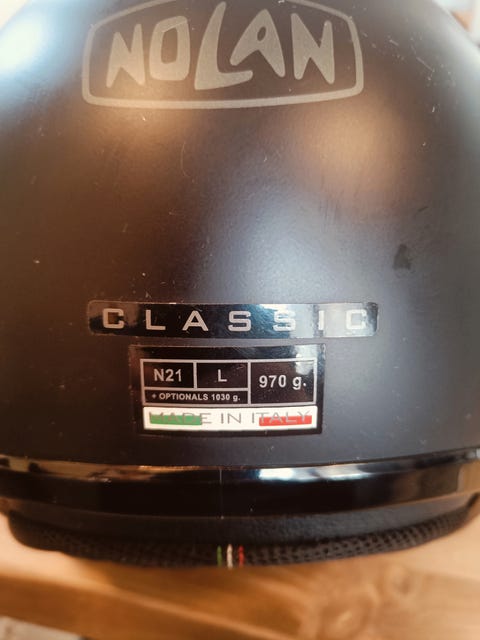 NOLAN
CLASSIC
N21 L 970 g.
+ OPTIONALS 1030 g.
MADE IN ITALY